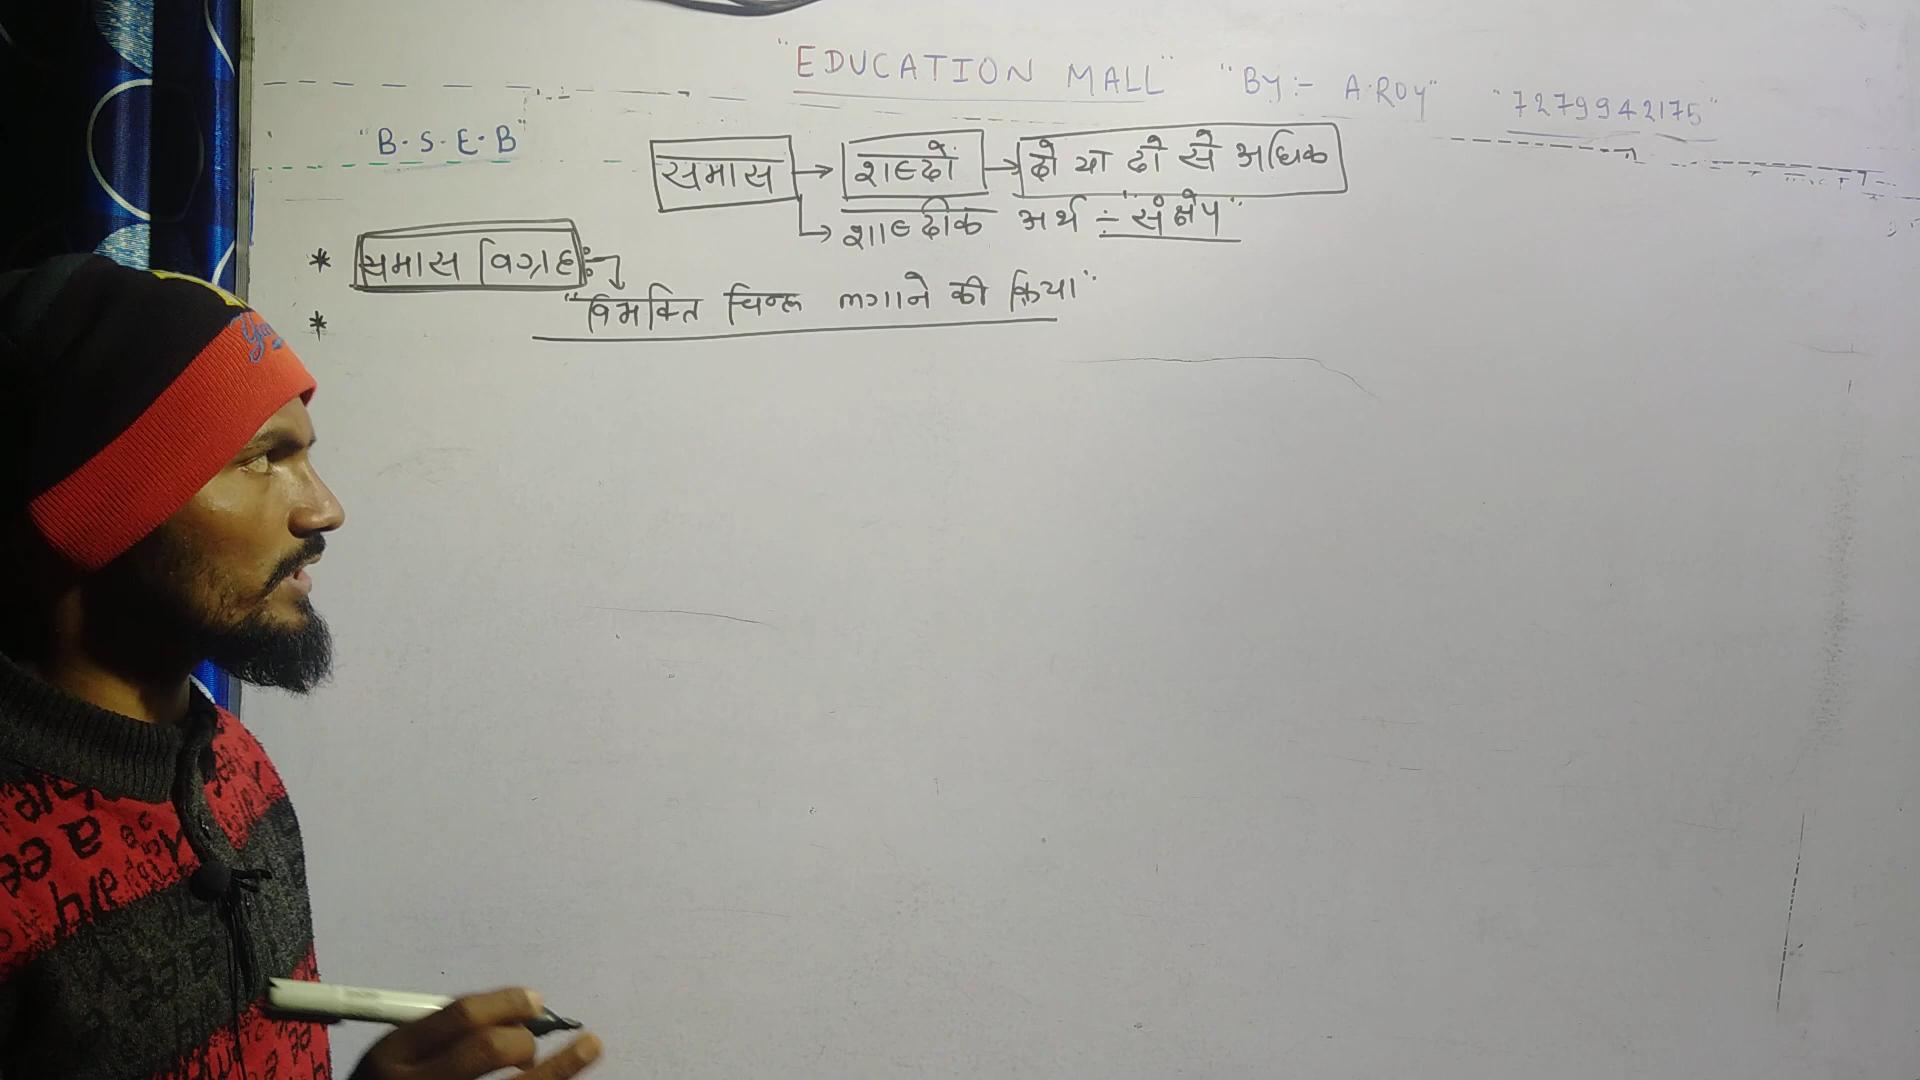 "EDUCATION MALL" "BY:- A.ROY" "7279942175"
"B.S.E.B"
समास → शब्दों → दो या दो से अधिक
↳ शाब्दीक अर्थ :- "संक्षेप"
* समास विग्रह :-
"विभक्ति चिन्ह लगाने की क्रिया"
*